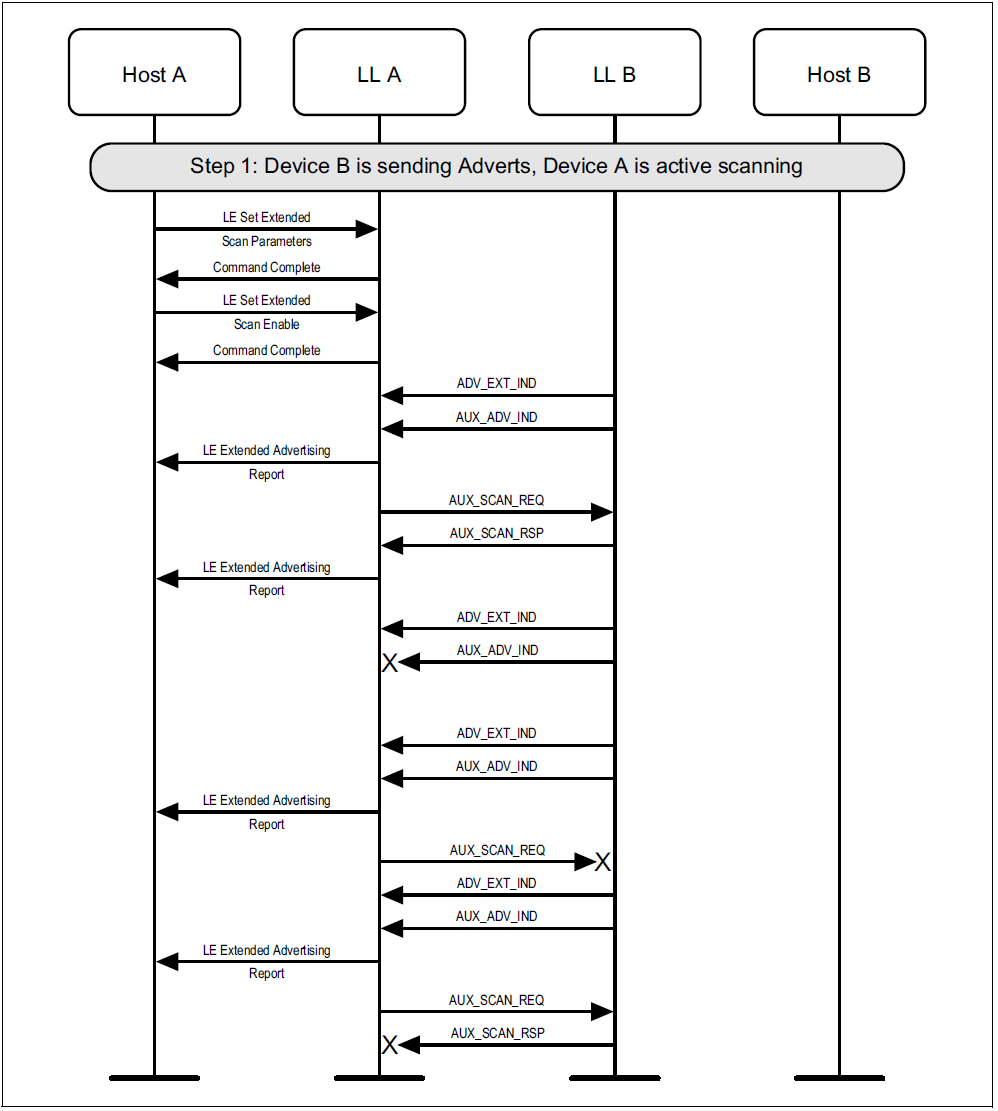 Host A
LL A
LL B
Host B
Step 1: Device B is sending Adverts, Device A is active scanning
LE Set Extended
Scan Parameters
Command Complete
LE Set Extended
Scan Enable
Command Complete
ADV_EXT_IND
AUX_ADV_IND
LE Extended Advertising
Report
AUX_SCAN_REQ
AUX_SCAN_RSP
LE Extended Advertising
Report
ADV_EXT_IND
AUX_ADV_IND
X
ADV_EXT_IND
AUX_ADV_IND
LE Extended Advertising
Report
AUX_SCAN_REQ
X
ADV_EXT_IND
AUX_ADV_IND
LE Extended Advertising
Report
AUX_SCAN_REQ
AUX_SCAN_RSP
X